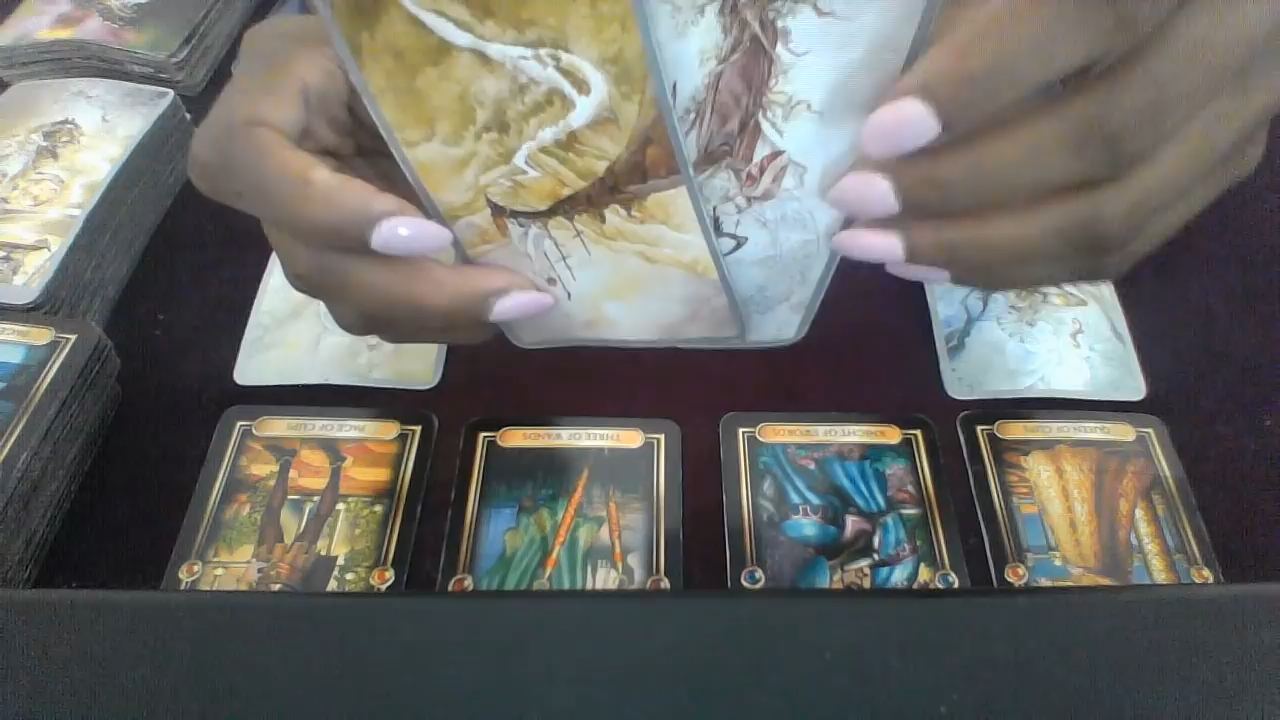 PAGE OF CUPS
THREE OF WANDS
KNIGHT OF SWORDS
QUEEN OF CUPS